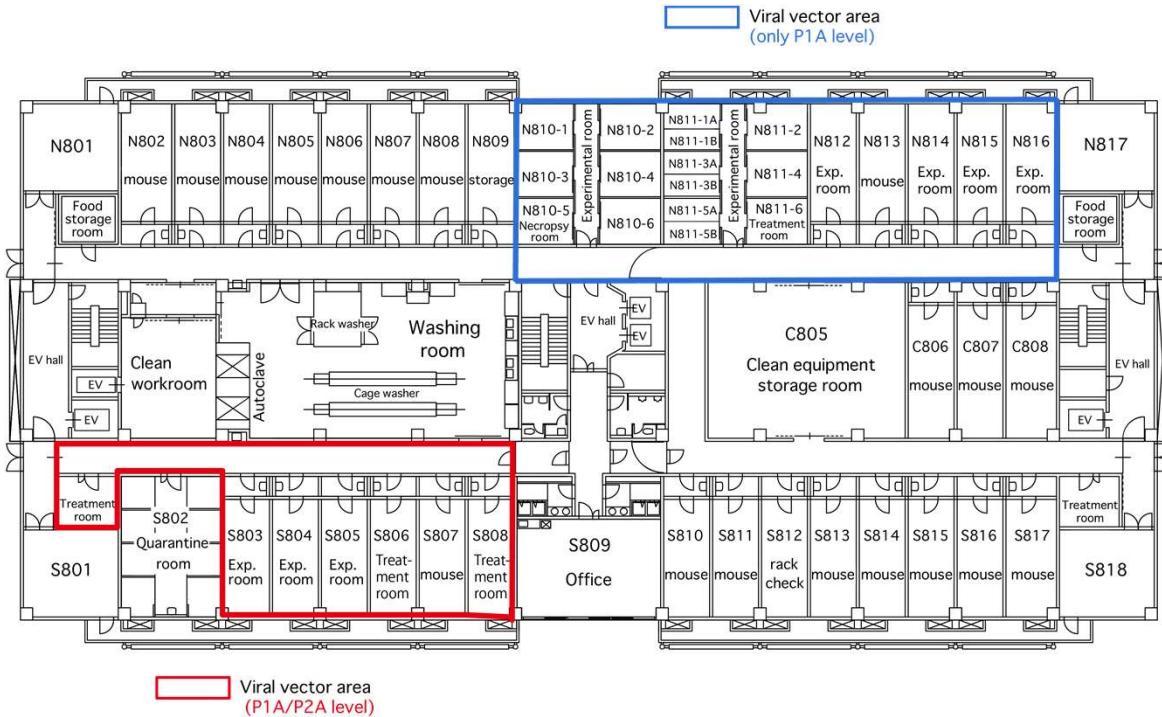 Viral vector area
(only P1A level)
N801
N802
mouse
N803
mouse
N804
mouse
N805
mouse
N806
mouse
N807
mouse
N808
mouse
N809
storage
N810-1
N810-3
N810-5
Necropsy
room
Experimental room
N810-2
N810-4
N810-6
N811-1A
N811-1B
N811-3A
N811-3B
N811-5A
N811-5B
Experimental room
N811-2
N811-4
N811-6
Treatment
room
N812
Exp.
room
N813
mouse
N814
Exp.
room
N815
Exp.
room
N816
Exp.
room
N817
Food
storage
room
Food
storage
room
EV hall
EV
EV
Clean
workroom
Autoclave
Rack washer
Washing
room
Cage washer
EV hall
EV
EV
C805
Clean equipment
storage room
C806
mouse
C807
mouse
C808
mouse
EV hall
EV
Treatment
room
S801
S802
Quarantine
room
S803
Exp.
room
S804
Exp.
room
S805
Exp.
room
S806
Treat-
ment
room
S807
mouse
S808
Treat-
ment
room
S809
Office
S810
mouse
S811
mouse
S812
rack
check
S813
mouse
S814
mouse
S815
mouse
S816
mouse
S817
mouse
Treatment
room
S818
Viral vector area
(P1A/P2A level)